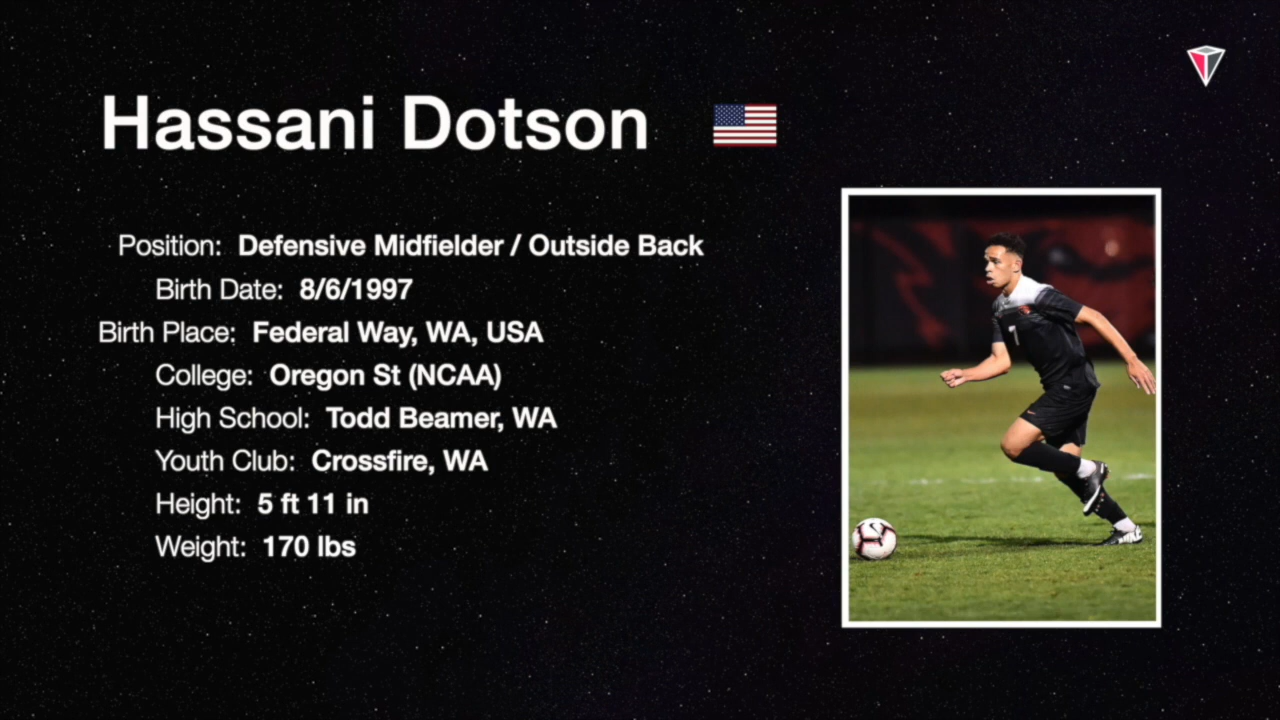 Hassani Dotson
Position: Defensive Midfielder / Outside Back
Birth Date: 8/6/1997
Birth Place: Federal Way, WA, USA
College: Oregon St (NCAA)
High School: Todd Beamer, WA
Youth Club: Crossfire, WA
Height: 5 ft 11 in
Weight: 170 lbs
7